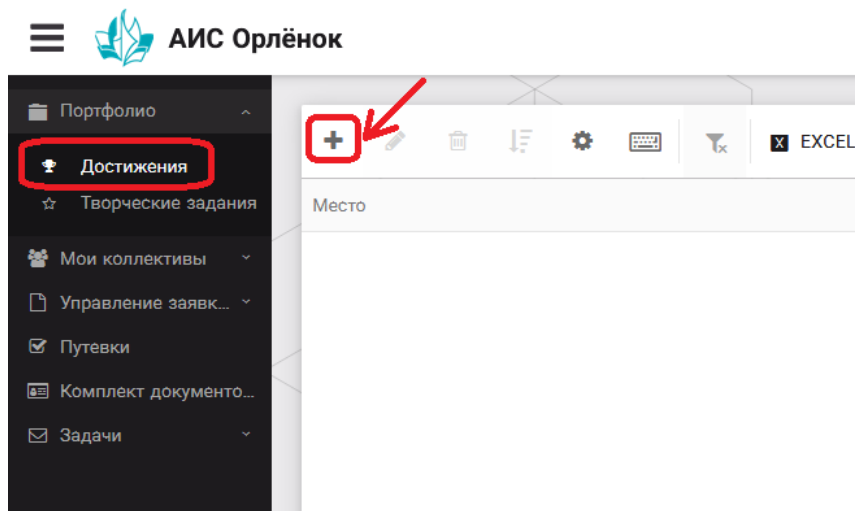 АИС Орлёнок
Портфолио
Достижения
Творческие задания
Мои коллективы
Управление заявк...
Путевки
Комплект документо...
Задачи
X EXCEL
Место